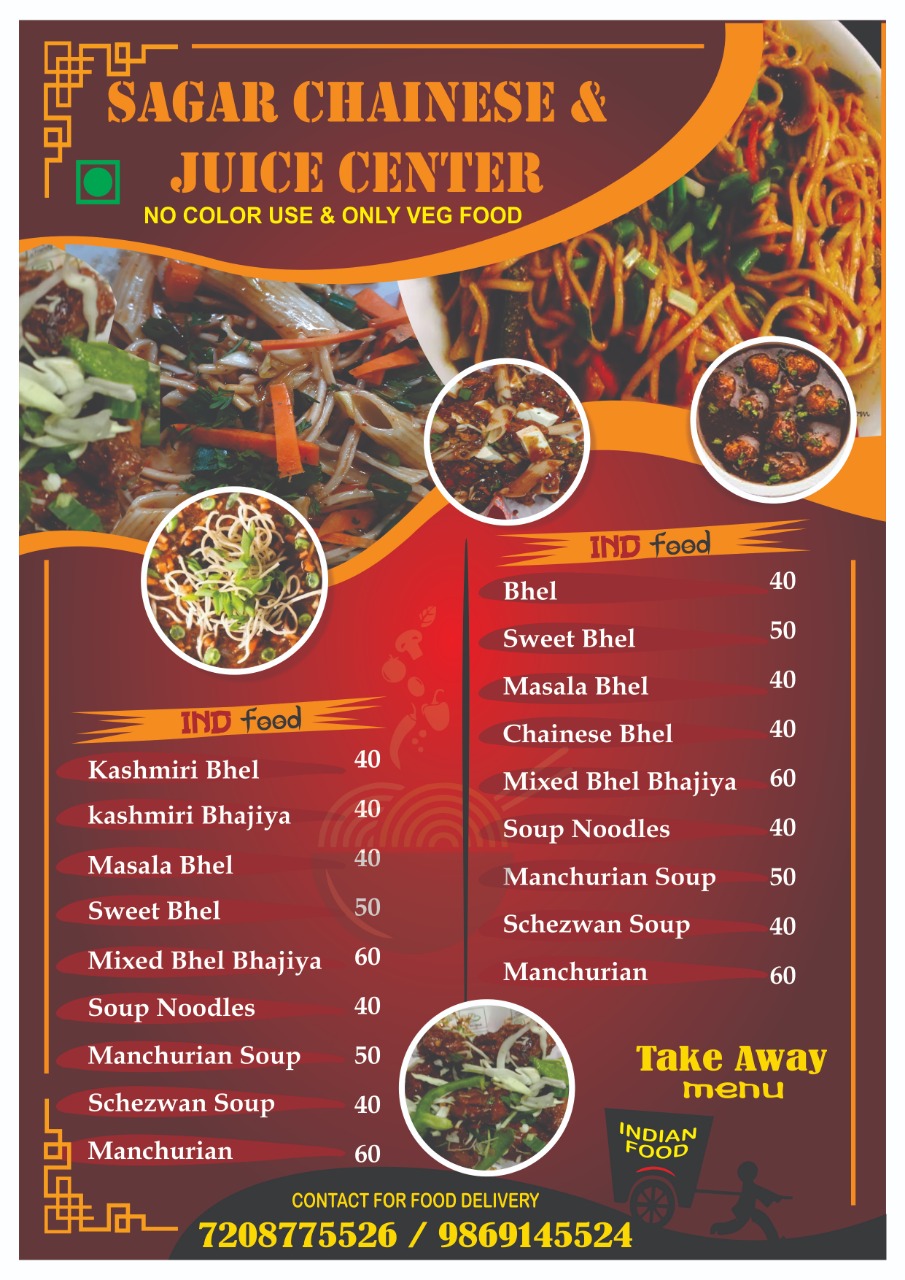 SAGAR CHAINESE &
JUICE CENTER
NO COLOR USE & ONLY VEG FOOD
IND food
Kashmiri Bhel 40
kashmiri Bhajiya 40
Masala Bhel 40
Sweet Bhel 50
Mixed Bhel Bhajiya 60
Soup Noodles 40
Manchurian Soup 50
Schezwan Soup 40
Manchurian 60
IND food
Bhel 40
Sweet Bhel 50
Masala Bhel 40
Chainese Bhel 40
Mixed Bhel Bhajiya 60
Soup Noodles 40
Manchurian Soup 50
Schezwan Soup 40
Manchurian 60
Take Away
menu
INDIAN
FOOD
CONTACT FOR FOOD DELIVERY
7208775526 / 9869145524